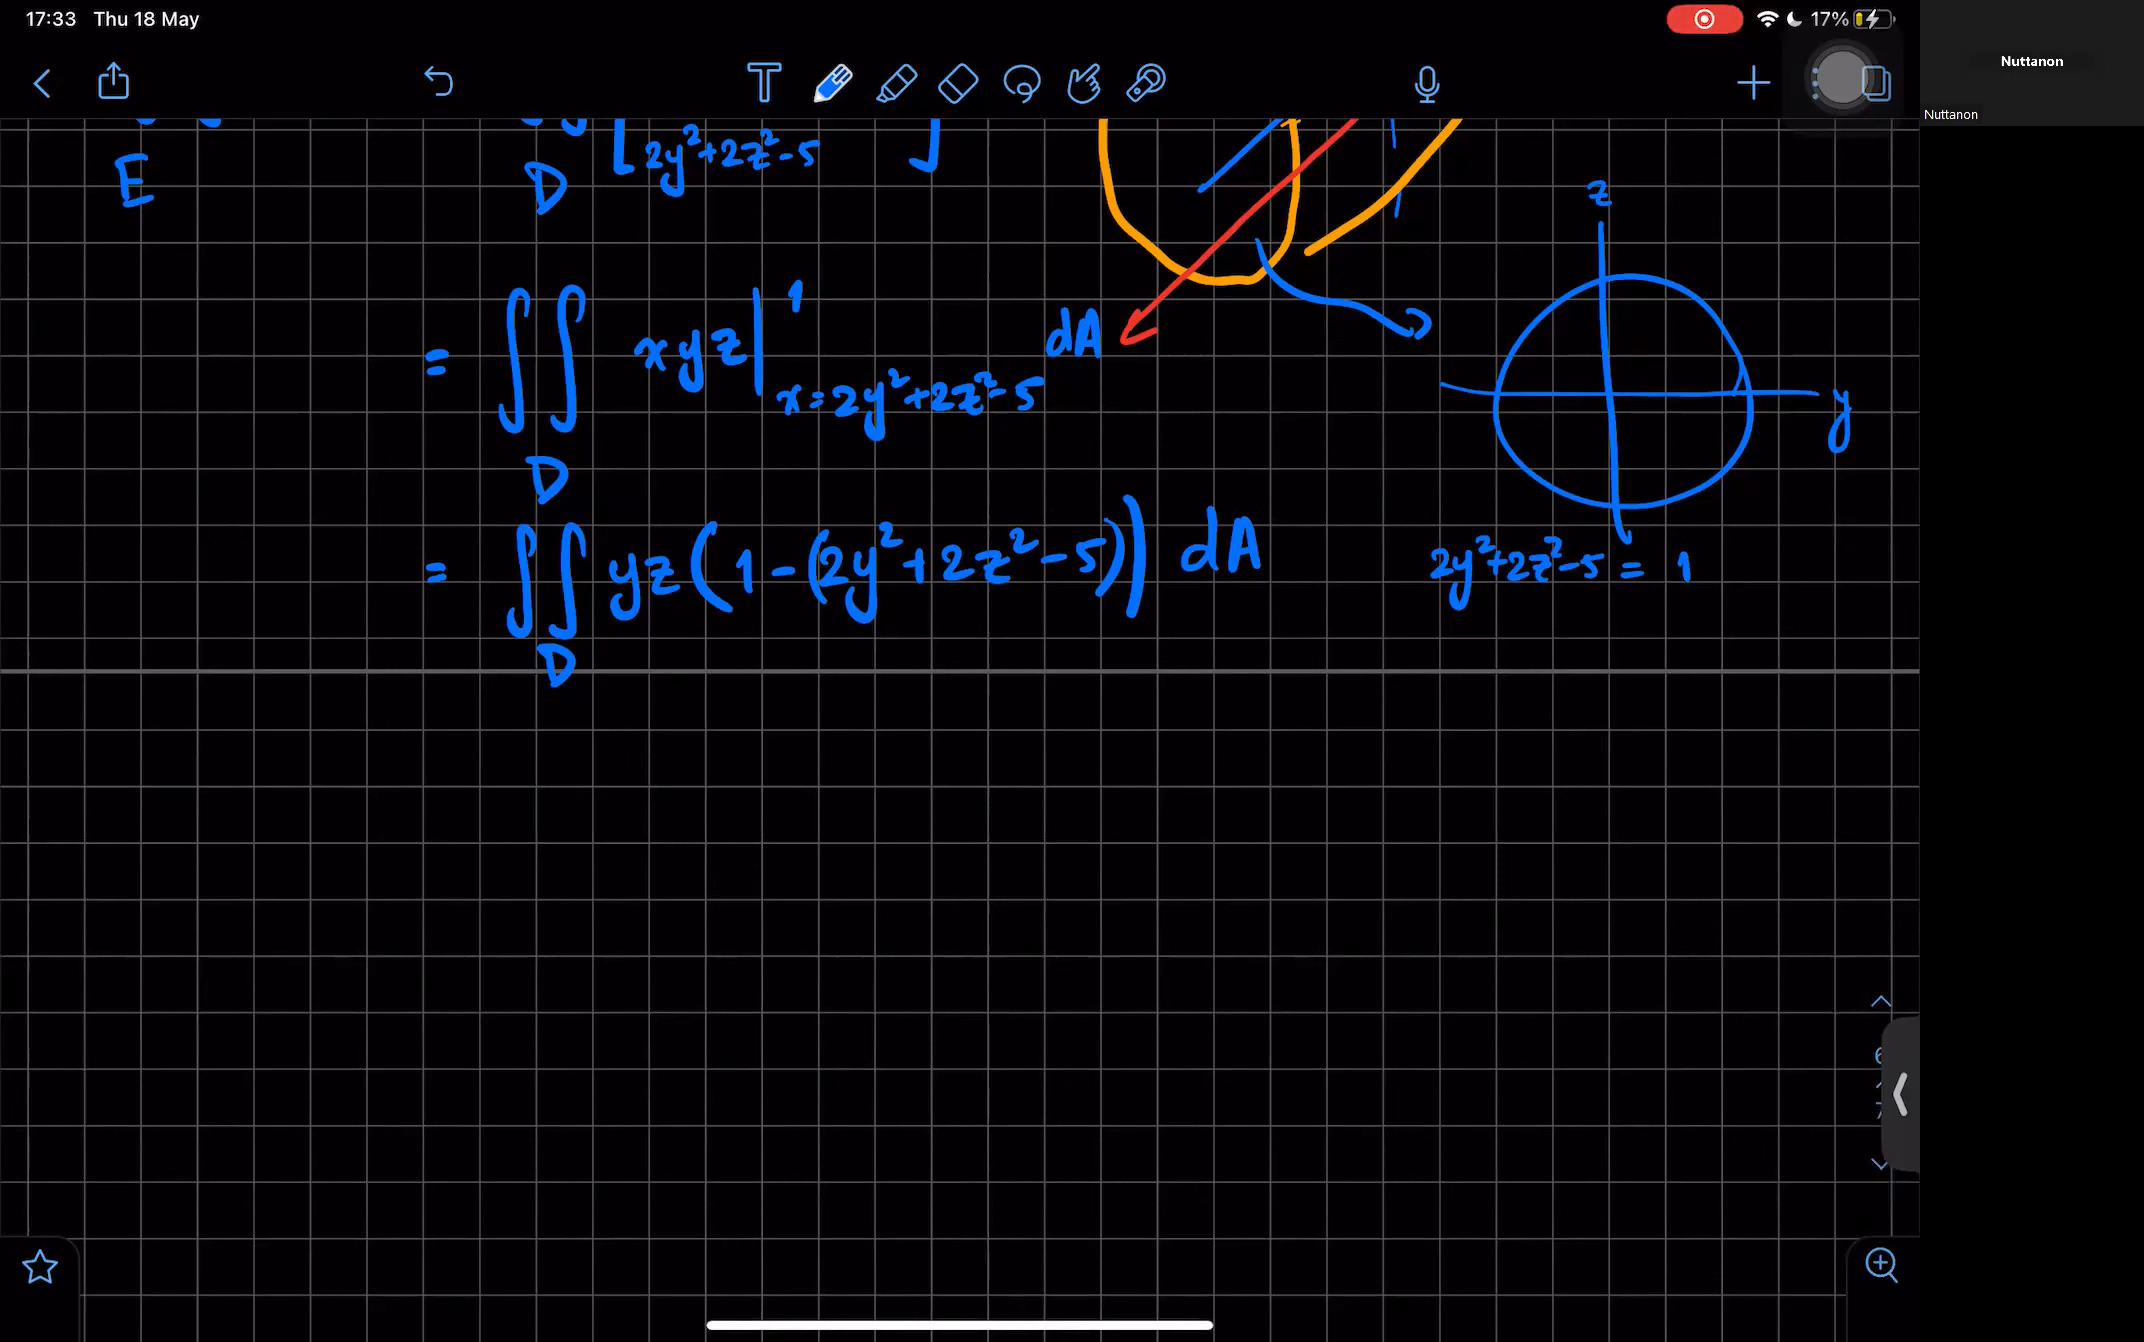 17:33 Thu 18 May
17%
Nuttanon
Nuttanon
2y²+2z²-5
E
D
z
= ∫∫ xyz |¹ₓ₌₂y²₊₂z²₋₅ dA
D
y
= ∫∫ yz(1-(2y²+2z²-5)) dA
D
2y²+2z²-5 = 1